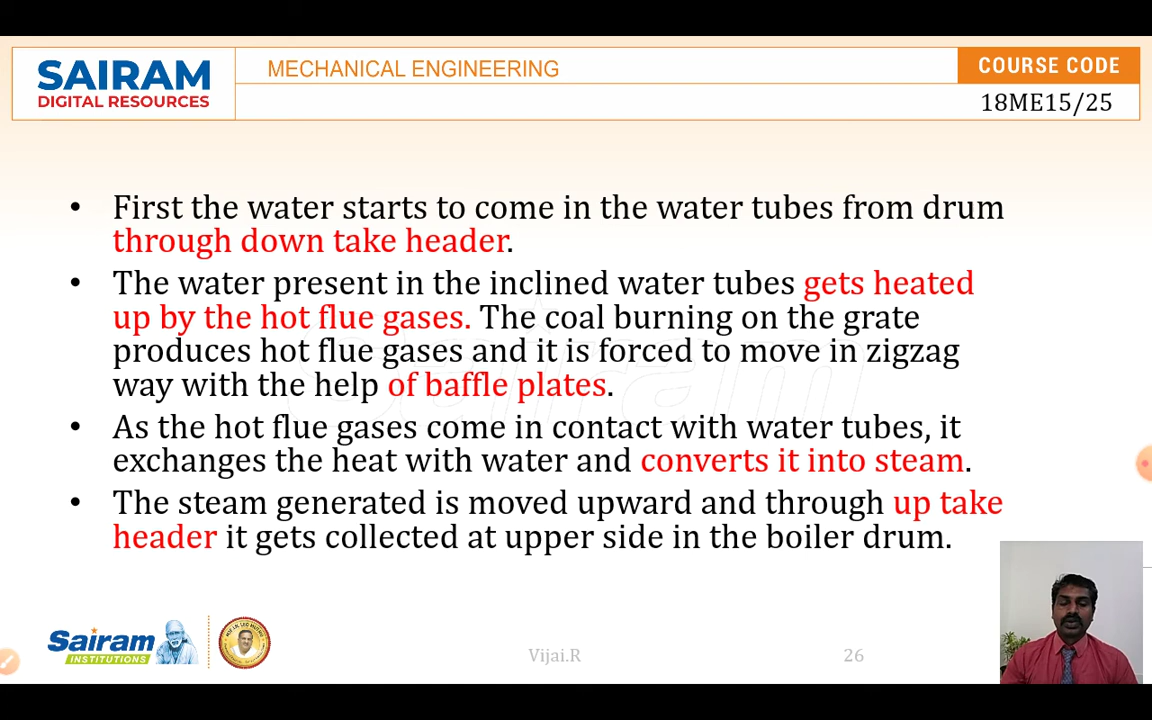 SAIRAM
DIGITAL RESOURCES
MECHANICAL ENGINEERING
COURSE CODE
18ME15/25
• First the water starts to come in the water tubes from drum
through down take header.
• The water present in the inclined water tubes gets heated
up by the hot flue gases. The coal burning on the grate
produces hot flue gases and it is forced to move in zigzag
way with the help of baffle plates.
• As the hot flue gases come in contact with water tubes, it
exchanges the heat with water and converts it into steam.
• The steam generated is moved upward and through up take
header it gets collected at upper side in the boiler drum.
Sairam
INSTITUTIONS
Vijai.R
26
sairam